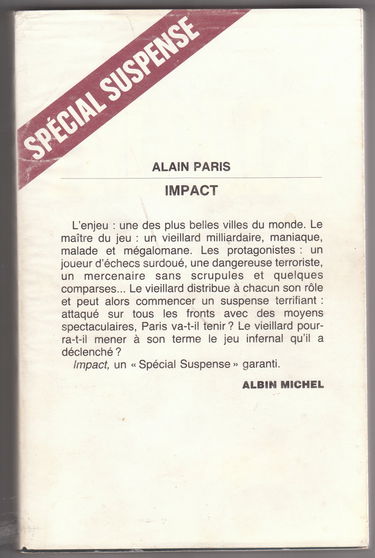 SPÉCIAL SUSPENSE
ALAIN PARIS
IMPACT
L'enjeu : une des plus belles villes du monde. Le
maître du jeu : un vieillard milliardaire, maniaque,
malade et mégalomane. Les protagonistes : un
joueur d'échecs surdoué, une dangereuse terroriste,
un mercenaire sans scrupules et quelques
comparses... Le vieillard distribue à chacun son rôle
et peut alors commencer un suspense terrifiant :
attaqué sur tous les fronts avec des moyens
spectaculaires, Paris va-t-il tenir ? Le vieillard pour-
ra-t-il mener à son terme le jeu infernal qu'il a
déclenché ?
Impact, un « Spécial Suspense » garanti.
ALBIN MICHEL